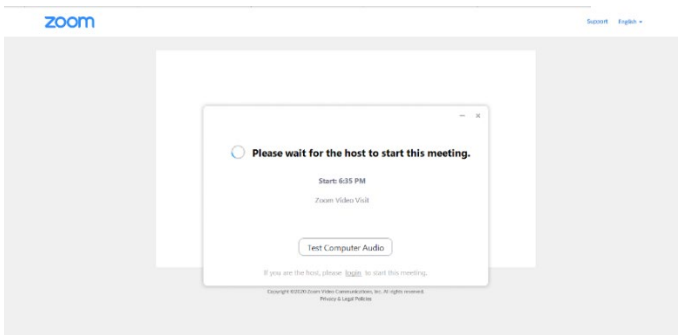 zoom
Support English
Please wait for the host to start this meeting.
Start: 6:35 PM
Zoom Video Visit
Test Computer Audio
If you are the host, please login to start this meeting.
Copyright ©2020 Zoom Video Communications, Inc. All rights reserved.
Privacy & Legal Policies